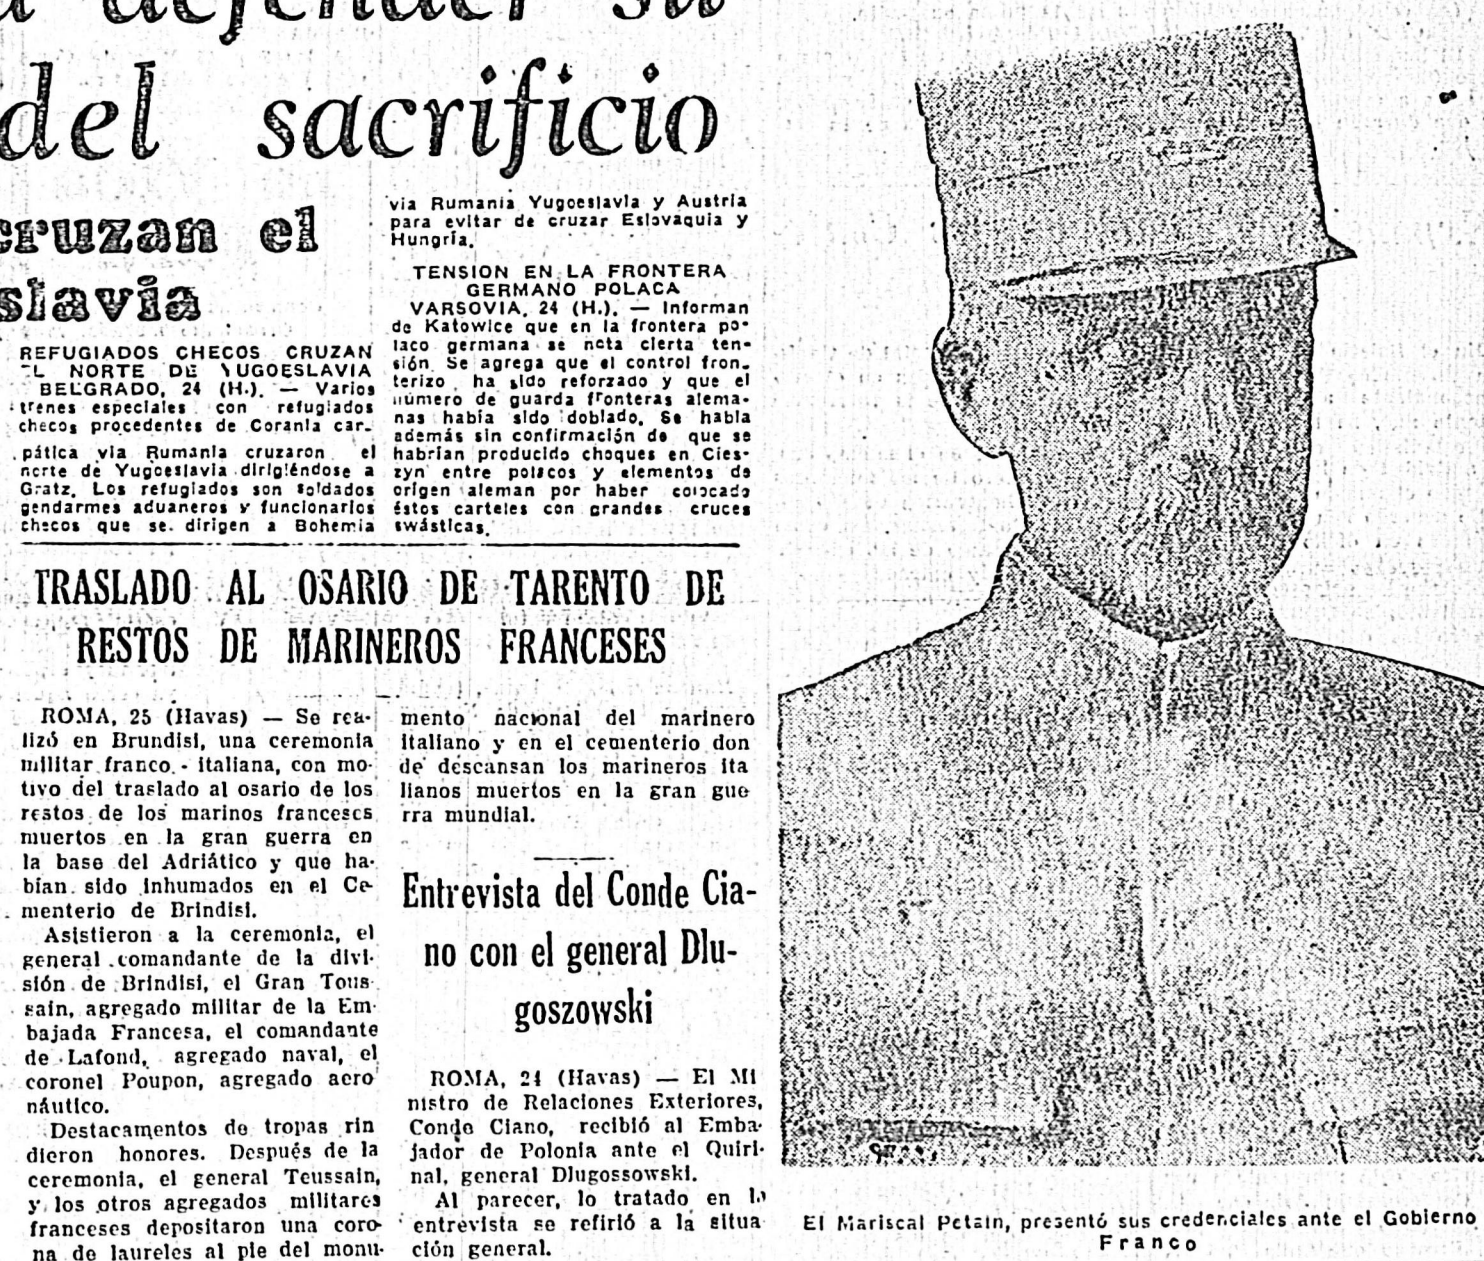 defender su
del sacrificio
cruzan el
slavia
REFUGIADOS CHECOS CRUZAN
EL NORTE DE YUGOESLAVIA
BELGRADO, 24 (H.). — Varios
trenes especiales con refugiados
checos procedentes de Corania car-
pática via Rumania cruzaron el
norte de Yugoeslavia dirigiéndose a
Gratz. Los refugiados son soldados
gendarmes aduaneros y funcionarios
checos que se dirigen a Bohemia
via Rumania Yugoeslavia y Austria
para evitar de cruzar Eslovaquia y
Hungría.
TENSION EN LA FRONTERA
GERMANO POLACA
VARSOVIA, 24 (H.). — Informan
de Katowice que en la frontera po-
laco germana se nota cierta ten-
sión. Se agrega que el control fron-
terizo ha sido reforzado y que el
número de guarda fronteras alema-
nas había sido doblado. Se habla
además sin confirmación de que se
habrían producido choques en Cies-
zyn entre polacos y elementos de
origen aleman por haber colocado
éstos carteles con grandes cruces
swásticas.
TRASLADO AL OSARIO DE TARENTO DE
RESTOS DE MARINEROS FRANCESES
ROMA, 25 (Havas) — Se rea-
lizó en Brundisi, una ceremonia
militar franco - italiana, con mo-
tivo del traslado al osario de los
restos de los marinos franceses
muertos en la gran guerra en
la base del Adriático y que ha-
bían sido inhumados en el Ce-
menterio de Brindisi.
Asistieron a la ceremonia, el
general comandante de la divi-
sión de Brindisi, el Gran Tous
sain, agregado militar de la Em-
bajada Francesa, el comandante
de Lafond, agregado naval, el
coronel Poupon, agregado aero
náutico.
Destacamentos de tropas rin
dieron honores. Después de la
ceremonia, el general Teussain,
y los otros agregados militares
franceses depositaron una coro-
na de laureles al pie del monu-
mento nacional del marinero
italiano y en el cementerio don
de descansan los marineros ita
lianos muertos en la gran gue
rra mundial.
Entrevista del Conde Cia-
no con el general Dlu-
goszowski
ROMA, 24 (Havas) — El Mi
nistro de Relaciones Exteriores,
Conde Ciano, recibió al Emba-
jador de Polonia ante el Quiri-
nal, general Dlugossowski.
Al parecer, lo tratado en la
entrevista se refirió a la situa
ción general.
El Mariscal Petain, presentó sus credenciales ante el Gobierno
Franco